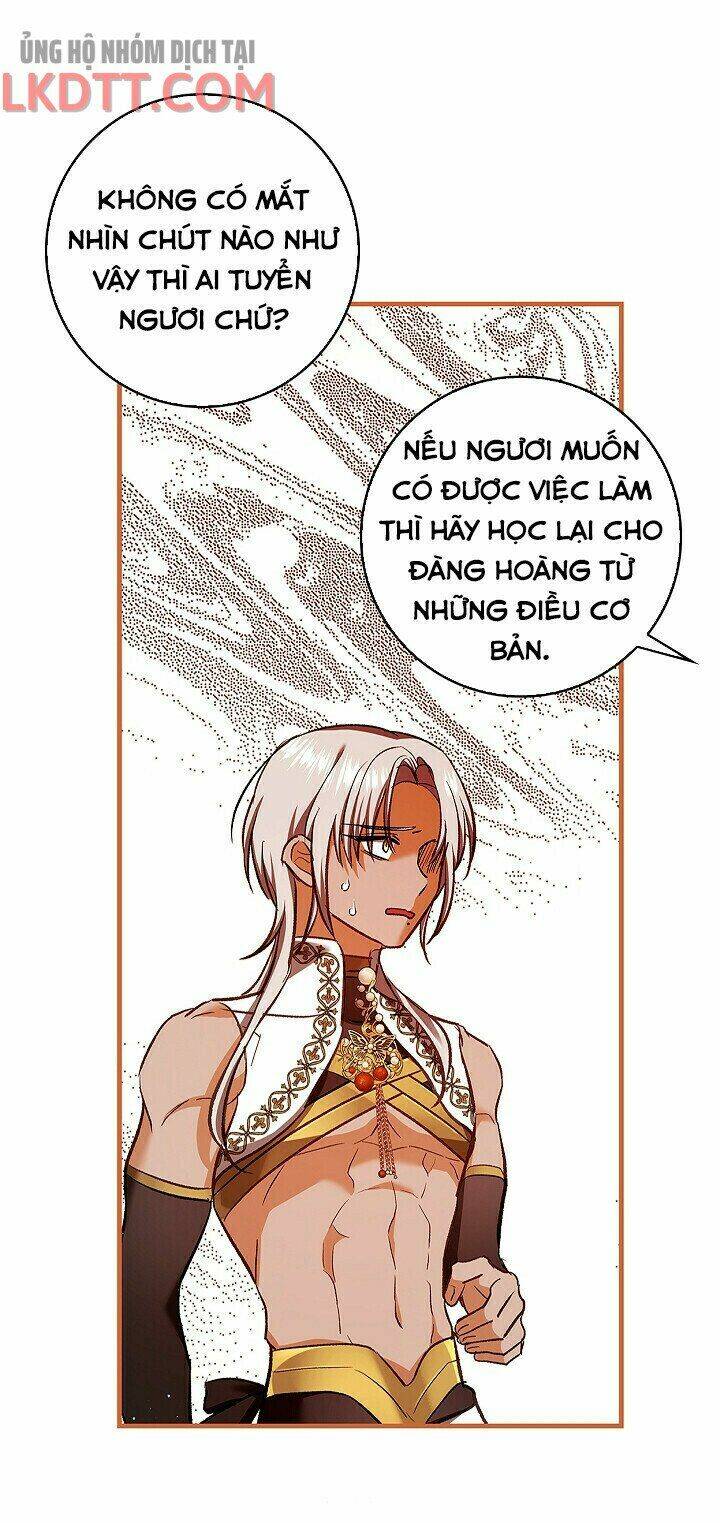 ỦNG HỘ NHÓM DỊCH TẠI
LKDTT.COM
KHÔNG CÓ MẮT
NHÌN CHÚT NÀO NHƯ
VẬY THÌ AI TUYỂN
NGƯƠI CHỨ?
NẾU NGƯƠI MUỐN
CÓ ĐƯỢC VIỆC LÀM
THÌ HÃY HỌC LẠI CHO
ĐÀNG HOÀNG TỪ
NHỮNG ĐIỀU CƠ
BẢN.